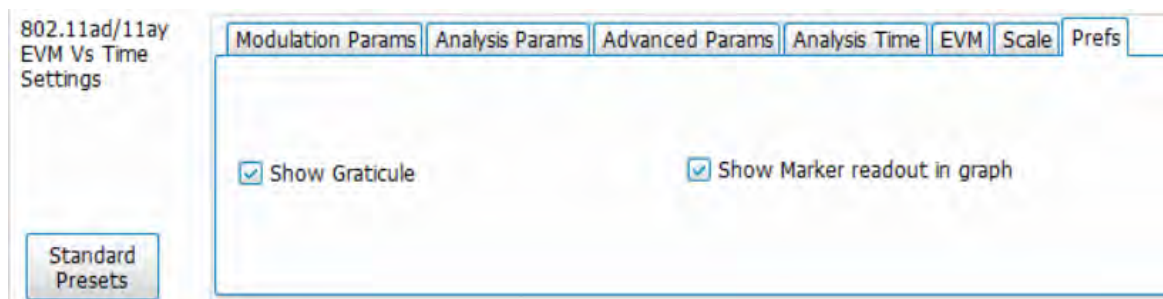 802.11ad/11ay
EVM Vs Time
Settings
Modulation Params Analysis Params Advanced Params Analysis Time EVM Scale Prefs
Show Graticule Show Marker readout in graph
Standard
Presets